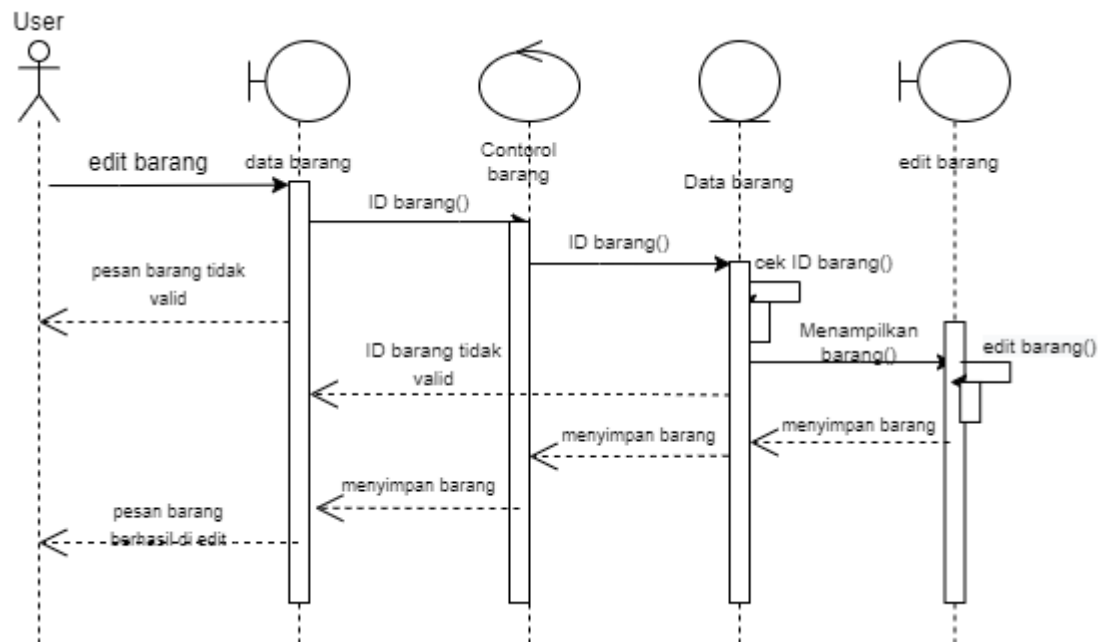 User
data barang
Contorol
barang
Data barang
edit barang
edit barang
ID barang()
ID barang()
cek ID barang()
pesan barang tidak
valid
Menampilkan
barang()
edit barang()
ID barang tidak
valid
menyimpan barang
menyimpan barang
menyimpan barang
pesan barang
berhasil di edit